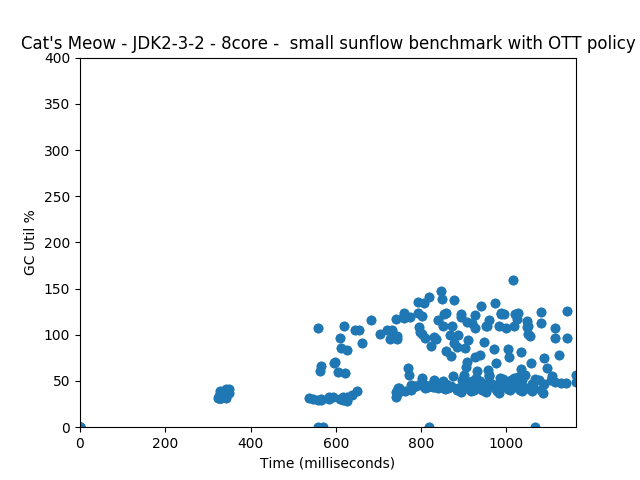 Cat's Meow - JDK2-3-2 - 8core -  small sunflow benchmark with OTT policy
400
350
300
250
200
150
100
50
0
GC Util %
0 200 400 600 800 1000
Time (milliseconds)